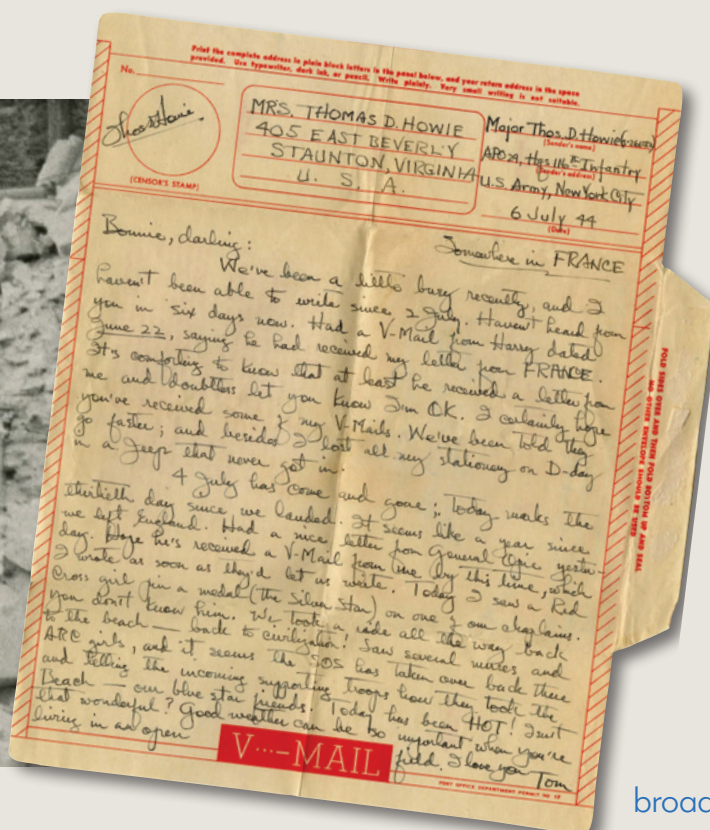 Print the complete address in plain block letters in the panel below, and your return address in the space
provided. Use typewriter, dark ink, or pencil. Write plainly. Very small writing is not suitable.
No.
Thos D Howie
(CENSOR'S STAMP)
MRS. THOMAS D. HOWIE
405 EAST BEVERLY
STAUNTON, VIRGINIA
U. S. A.
Major Thos. D. Howie
(Sender's name)
APO 29, Hqs 116th Infantry
(Sender's address)
U.S. Army, New York City
6 July 44
(Date)
Somewhere in FRANCE
Bonnie, darling:
We've been a little busy recently, and I
haven't been able to write since 2 July. Haven't heard from
you in six days now. Had a V-Mail from Harry dated
June 22, saying he had received my letter from FRANCE.
It's comforting to know that at least he received a letter from
me and doubtless let you know I'm OK. I certainly hope
you've received some of my V-Mails. We've been told they
go faster; and besides I lost all my stationery on D-day
in a jeep that never got in.
4 July has come and gone; Today marks the
thirtieth day since we landed. It seems like a year since
we left England. Had a nice letter from General yester-
day. Hope he's received a V-Mail from me by this time, which
I wrote as soon as they'd let us write. Today I saw a Red
Cross girl pin a medal (the Silver Star) on one of our chaplains.
You don't know him. We took a ride all the way back
to the beach — back to civilization. Saw several nurses and
ARC girls, and it seems the SOS has taken over back there
and telling the incoming supporting troops how they took the
Beach — our blue star friends. Today has been HOT! Isn't
that wonderful? Good weather can be so important when you're
living in an open field. I love you Tom
V···-MAIL
POST OFFICE DEPARTMENT PERMIT NO.
FOLD SIDES OVER AND THEN FOLD BOTTOM UP AND SEAL
NO OTHER ENVELOPE SHOULD BE USED
broad